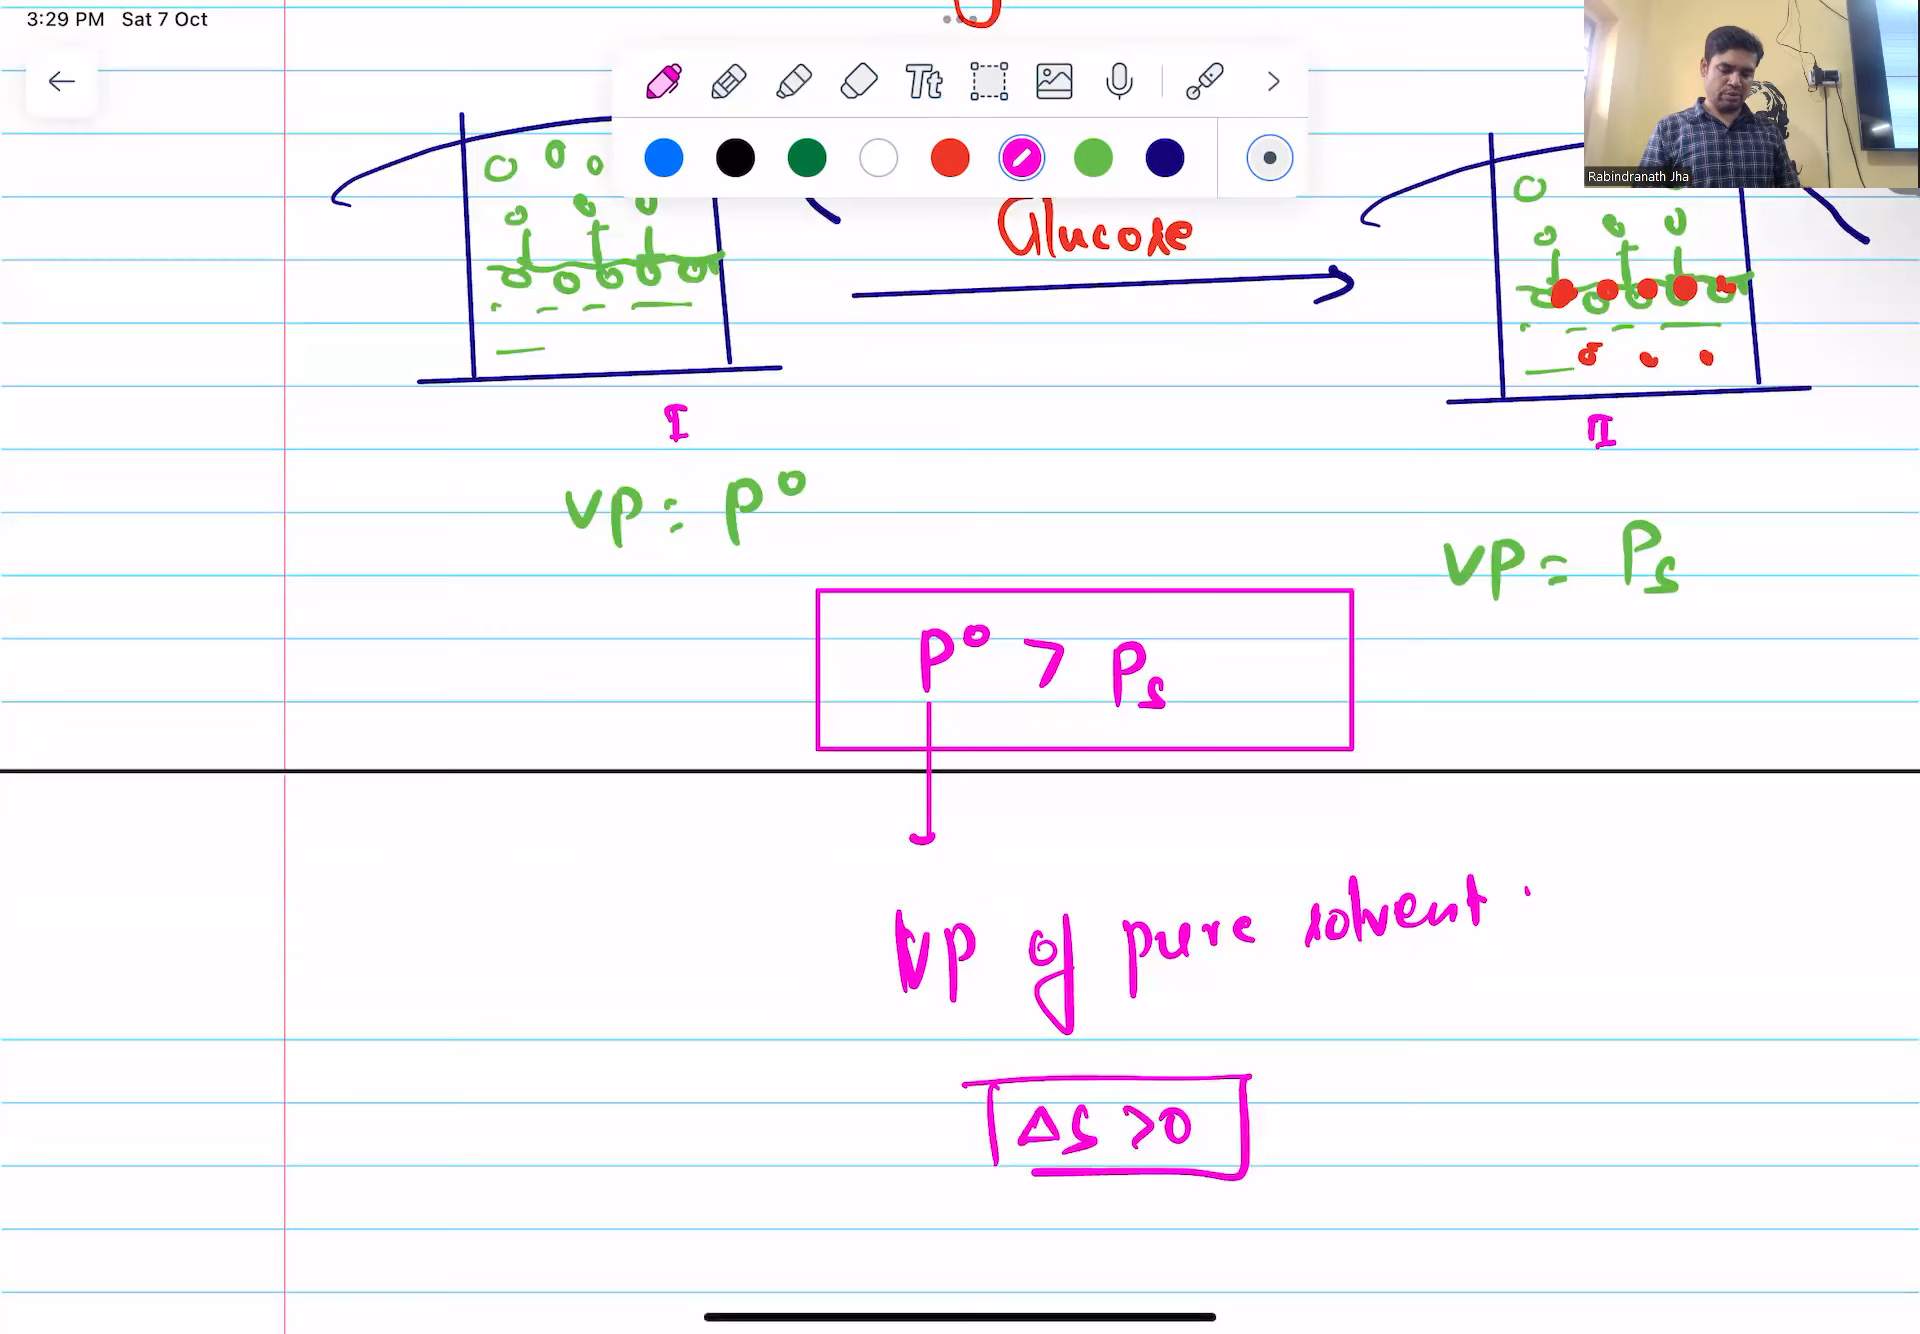 3:29 PM Sat 7 Oct
Tt
Rabindranath Jha
Glucose
I
II
VP = P°
VP = Ps
P° > Ps
VP of pure solvent.
ΔS >0